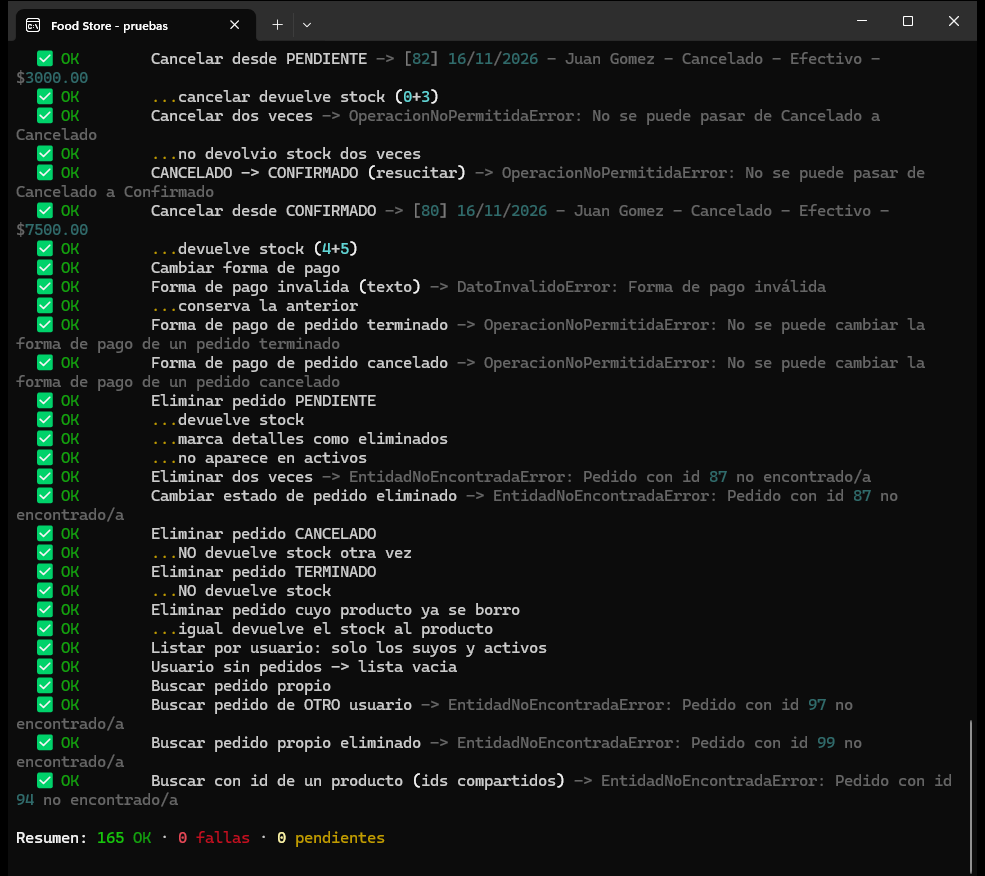 Food Store - pruebas
✅ OK Cancelar desde PENDIENTE -> [82] 16/11/2026 - Juan Gomez - Cancelado - Efectivo -
$3000.00
✅ OK ...cancelar devuelve stock (0+3)
✅ OK Cancelar dos veces -> OperacionNoPermitidaError: No se puede pasar de Cancelado a
Cancelado
✅ OK ...no devolvio stock dos veces
✅ OK CANCELADO -> CONFIRMADO (resucitar) -> OperacionNoPermitidaError: No se puede pasar de
Cancelado a Confirmado
✅ OK Cancelar desde CONFIRMADO -> [80] 16/11/2026 - Juan Gomez - Cancelado - Efectivo -
$7500.00
✅ OK ...devuelve stock (4+5)
✅ OK Cambiar forma de pago
✅ OK Forma de pago invalida (texto) -> DatoInvalidoError: Forma de pago inválida
✅ OK ...conserva la anterior
✅ OK Forma de pago de pedido terminado -> OperacionNoPermitidaError: No se puede cambiar la
forma de pago de un pedido terminado
✅ OK Forma de pago de pedido cancelado -> OperacionNoPermitidaError: No se puede cambiar la
forma de pago de un pedido cancelado
✅ OK Eliminar pedido PENDIENTE
✅ OK ...devuelve stock
✅ OK ...marca detalles como eliminados
✅ OK ...no aparece en activos
✅ OK Eliminar dos veces -> EntidadNoEncontradaError: Pedido con id 87 no encontrado/a
✅ OK Cambiar estado de pedido eliminado -> EntidadNoEncontradaError: Pedido con id 87 no
encontrado/a
✅ OK Eliminar pedido CANCELADO
✅ OK ...NO devuelve stock otra vez
✅ OK Eliminar pedido TERMINADO
✅ OK ...NO devuelve stock
✅ OK Eliminar pedido cuyo producto ya se borro
✅ OK ...igual devuelve el stock al producto
✅ OK Listar por usuario: solo los suyos y activos
✅ OK Usuario sin pedidos -> lista vacia
✅ OK Buscar pedido propio
✅ OK Buscar pedido de OTRO usuario -> EntidadNoEncontradaError: Pedido con id 97 no
encontrado/a
✅ OK Buscar pedido propio eliminado -> EntidadNoEncontradaError: Pedido con id 99 no
encontrado/a
✅ OK Buscar con id de un producto (ids compartidos) -> EntidadNoEncontradaError: Pedido con id
94 no encontrado/a
Resumen: 165 OK · 0 fallas · 0 pendientes